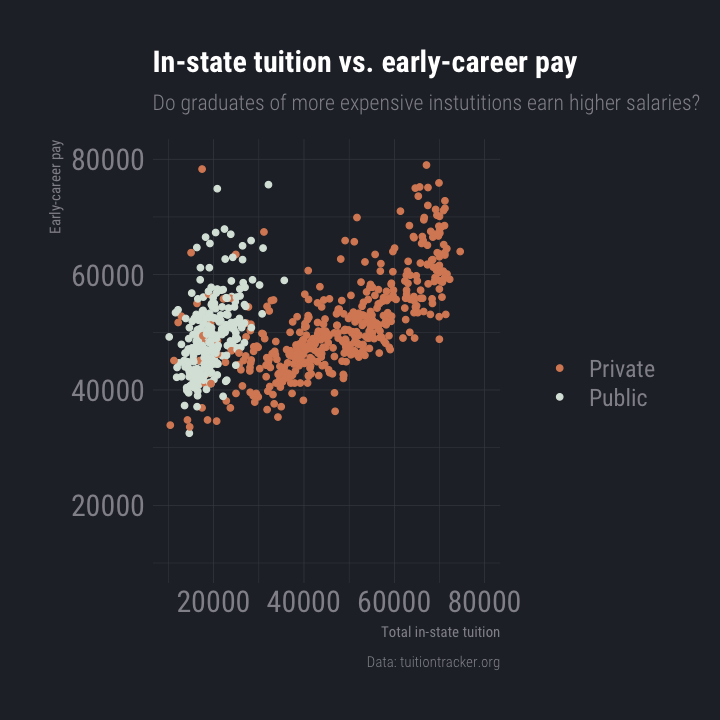 In-state tuition vs. early-career pay
Do graduates of more expensive instutitions earn higher salaries?
Early-career pay
80000
60000
40000
20000
Private
Public
20000 40000 60000 80000
Total in-state tuition
Data: tuitiontracker.org